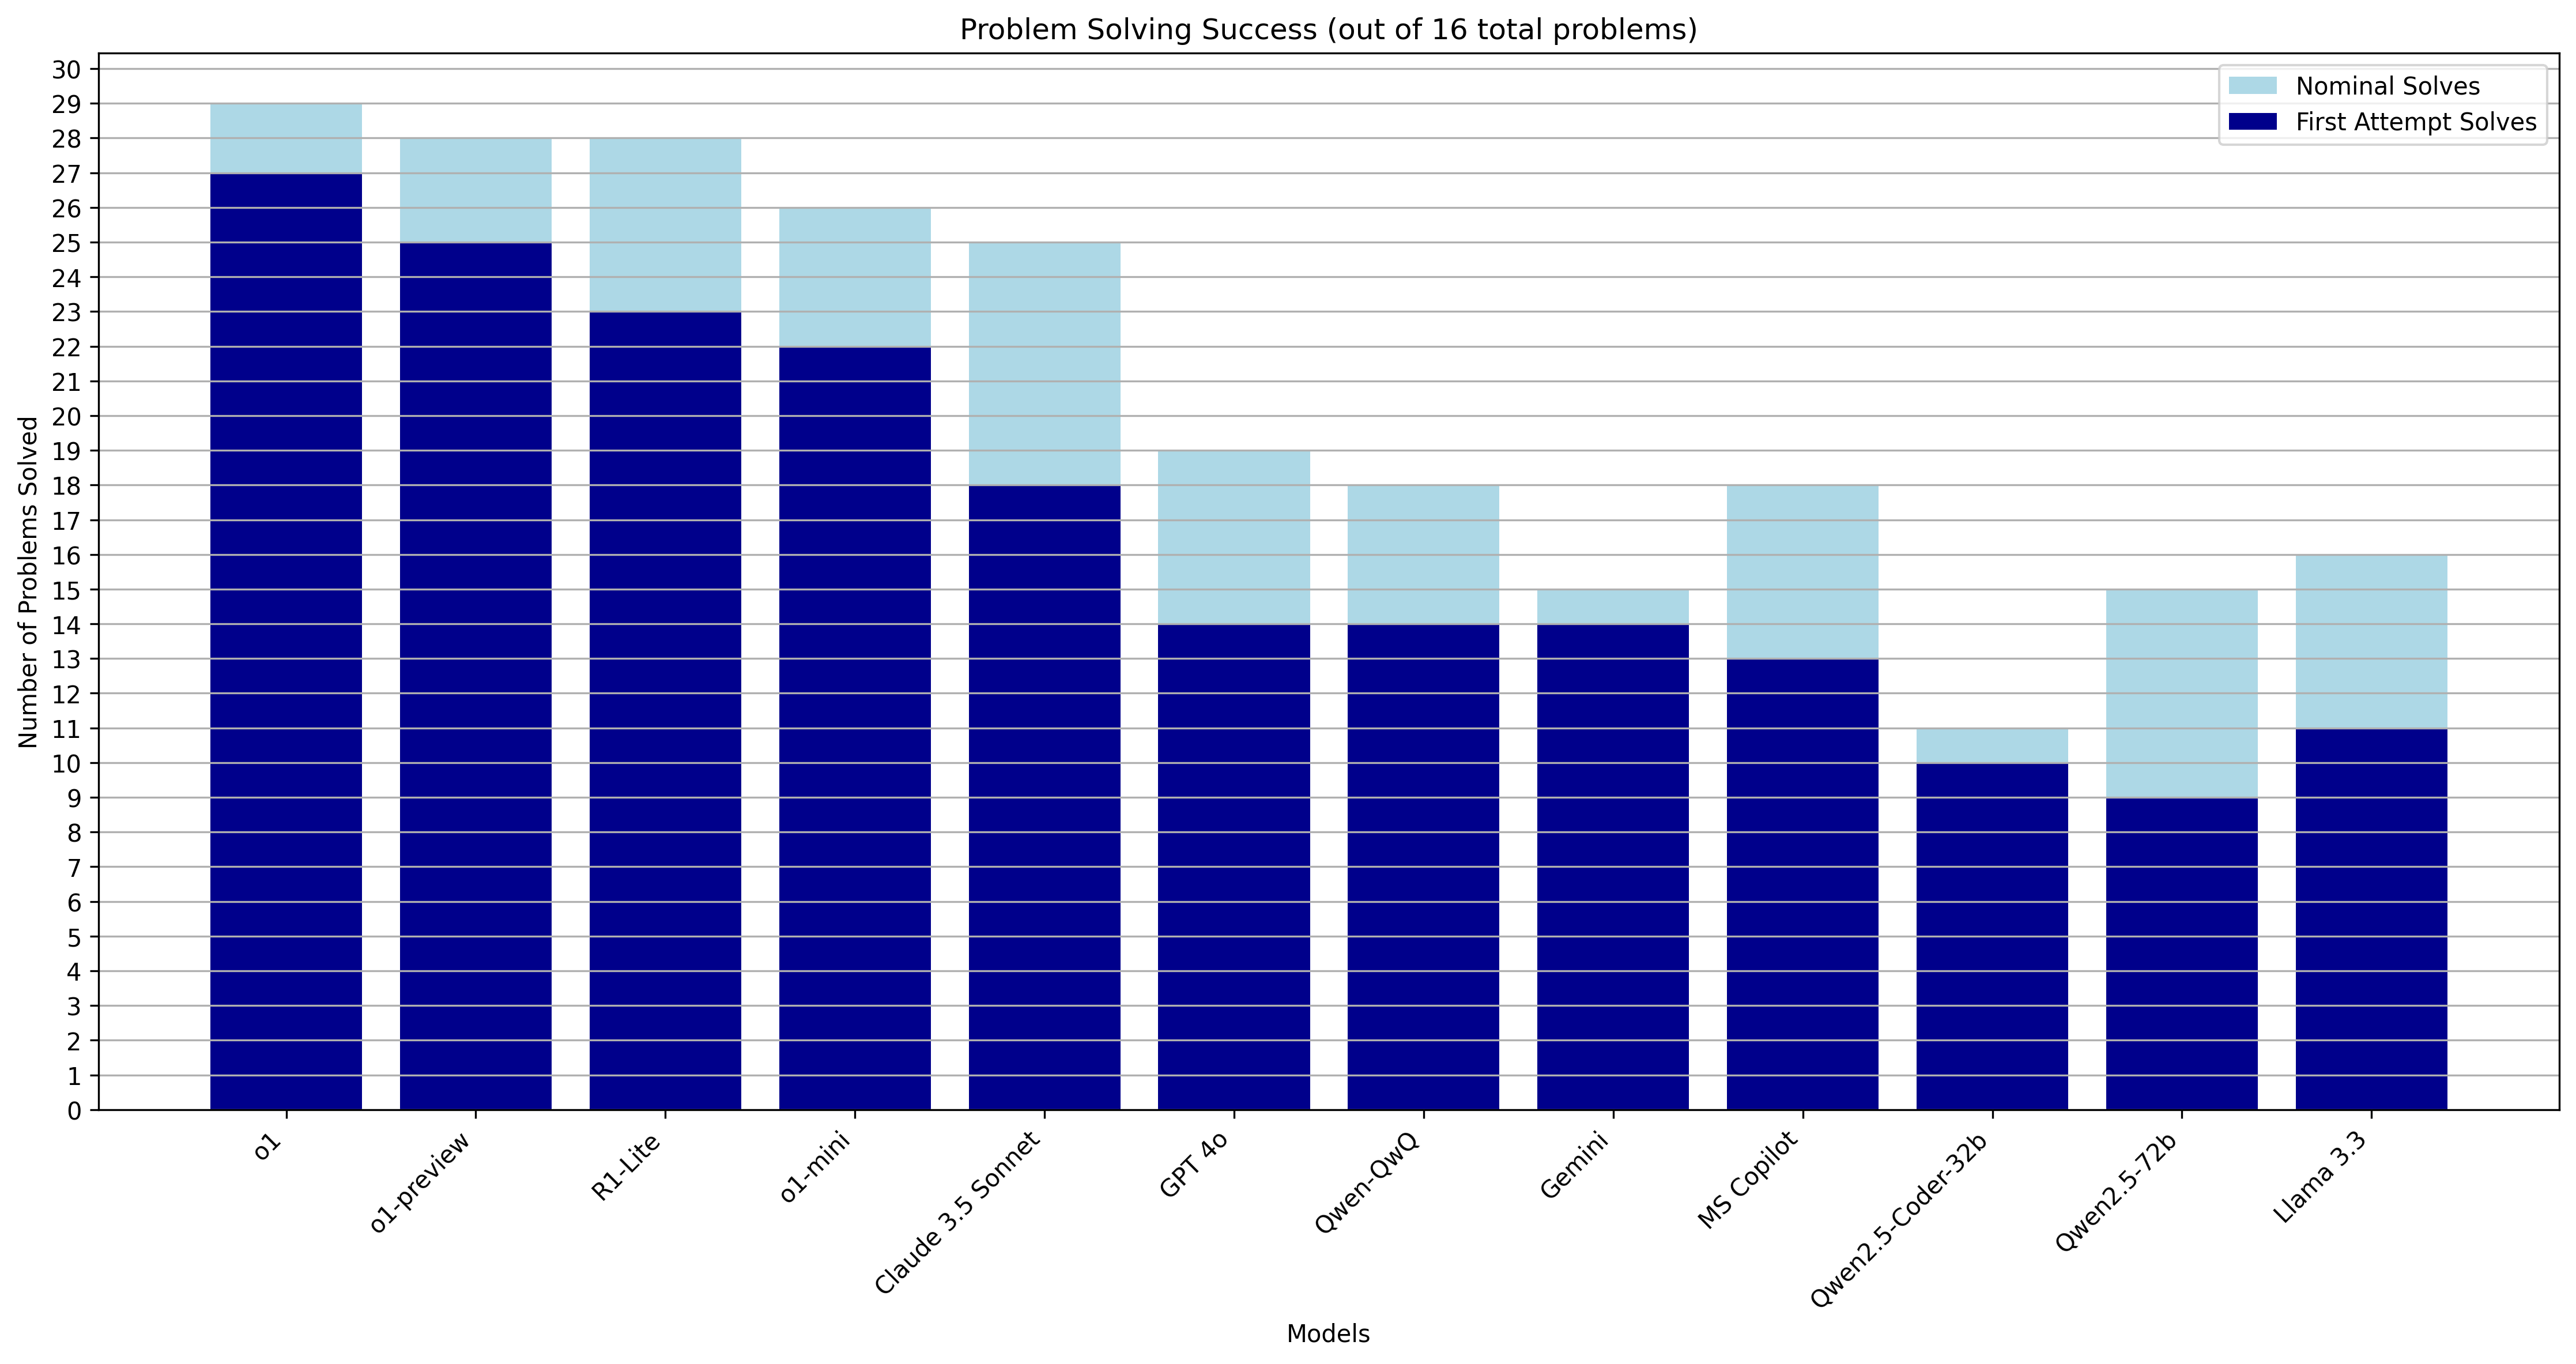 Problem Solving Success (out of 16 total problems)
Nominal Solves
First Attempt Solves
Number of Problems Solved
30
29
28
27
26
25
24
23
22
21
20
19
18
17
16
15
14
13
12
11
10
9
8
7
6
5
4
3
2
1
0
o1
o1-preview
R1-Lite
o1-mini
Claude 3.5 Sonnet
GPT 4o
Qwen-QwQ
Gemini
MS Copilot
Qwen2.5-Coder-32b
Qwen2.5-72b
Llama 3.3
Models